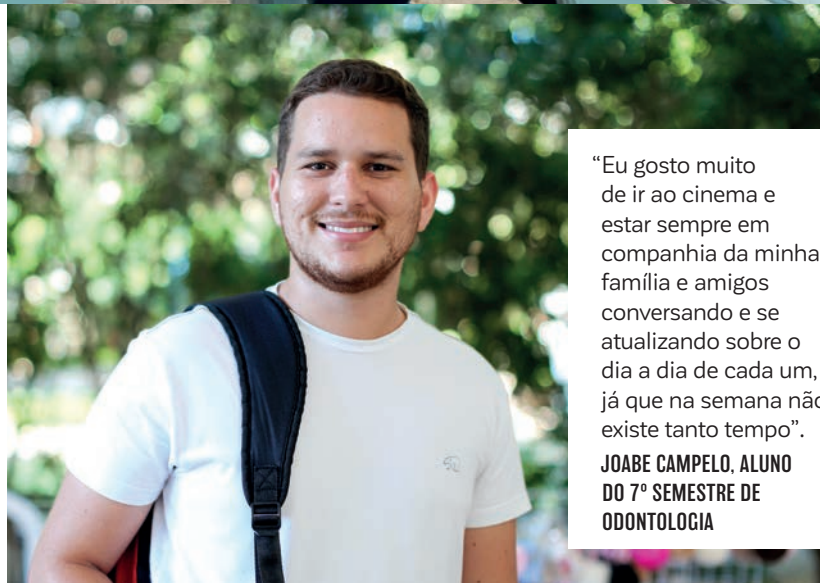 “Eu gosto muito
de ir ao cinema e
estar sempre em
companhia da minha
família e amigos
conversando e se
atualizando sobre o
dia a dia de cada um,
já que na semana não
existe tanto tempo”.
JOABE CAMPELO, ALUNO
DO 7º SEMESTRE DE
ODONTOLOGIA